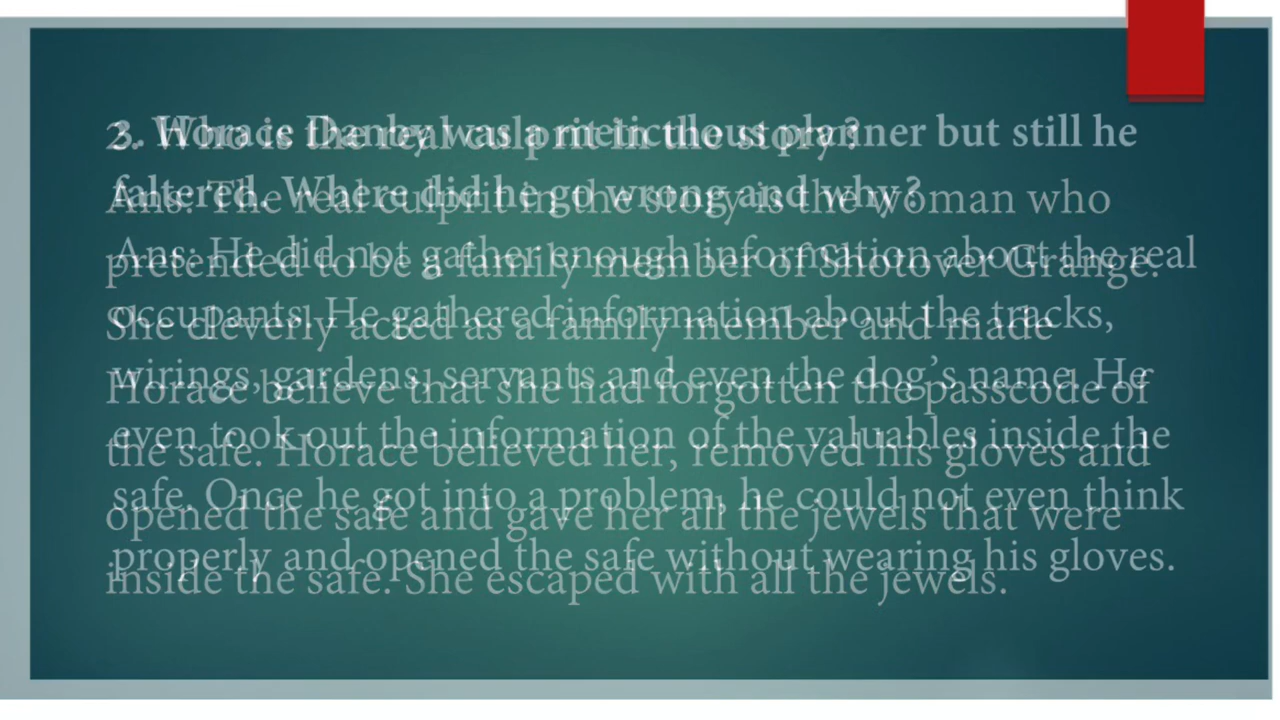 2. Who is the real culprit in the story?
Ans: The real culprit in the story is the woman who
pretended to be a family member of Shotover Grange.
She cleverly acted as a family member and made
Horace believe that she had forgotten the passcode of
the safe. Horace believed her, removed his gloves and
opened the safe and gave her all the jewels that were
inside the safe. She escaped with all the jewels.
3. Horace Danby was a meticulous planner but still he
faltered. Where did he go wrong and why?
Ans: He did not gather enough information about the real
occupants. He gathered information about the tracks,
wirings, gardens, servants and even the dog’s name. He
even took out the information of the valuables inside the
safe. Once he got into a problem, he could not even think
properly and opened the safe without wearing his gloves.